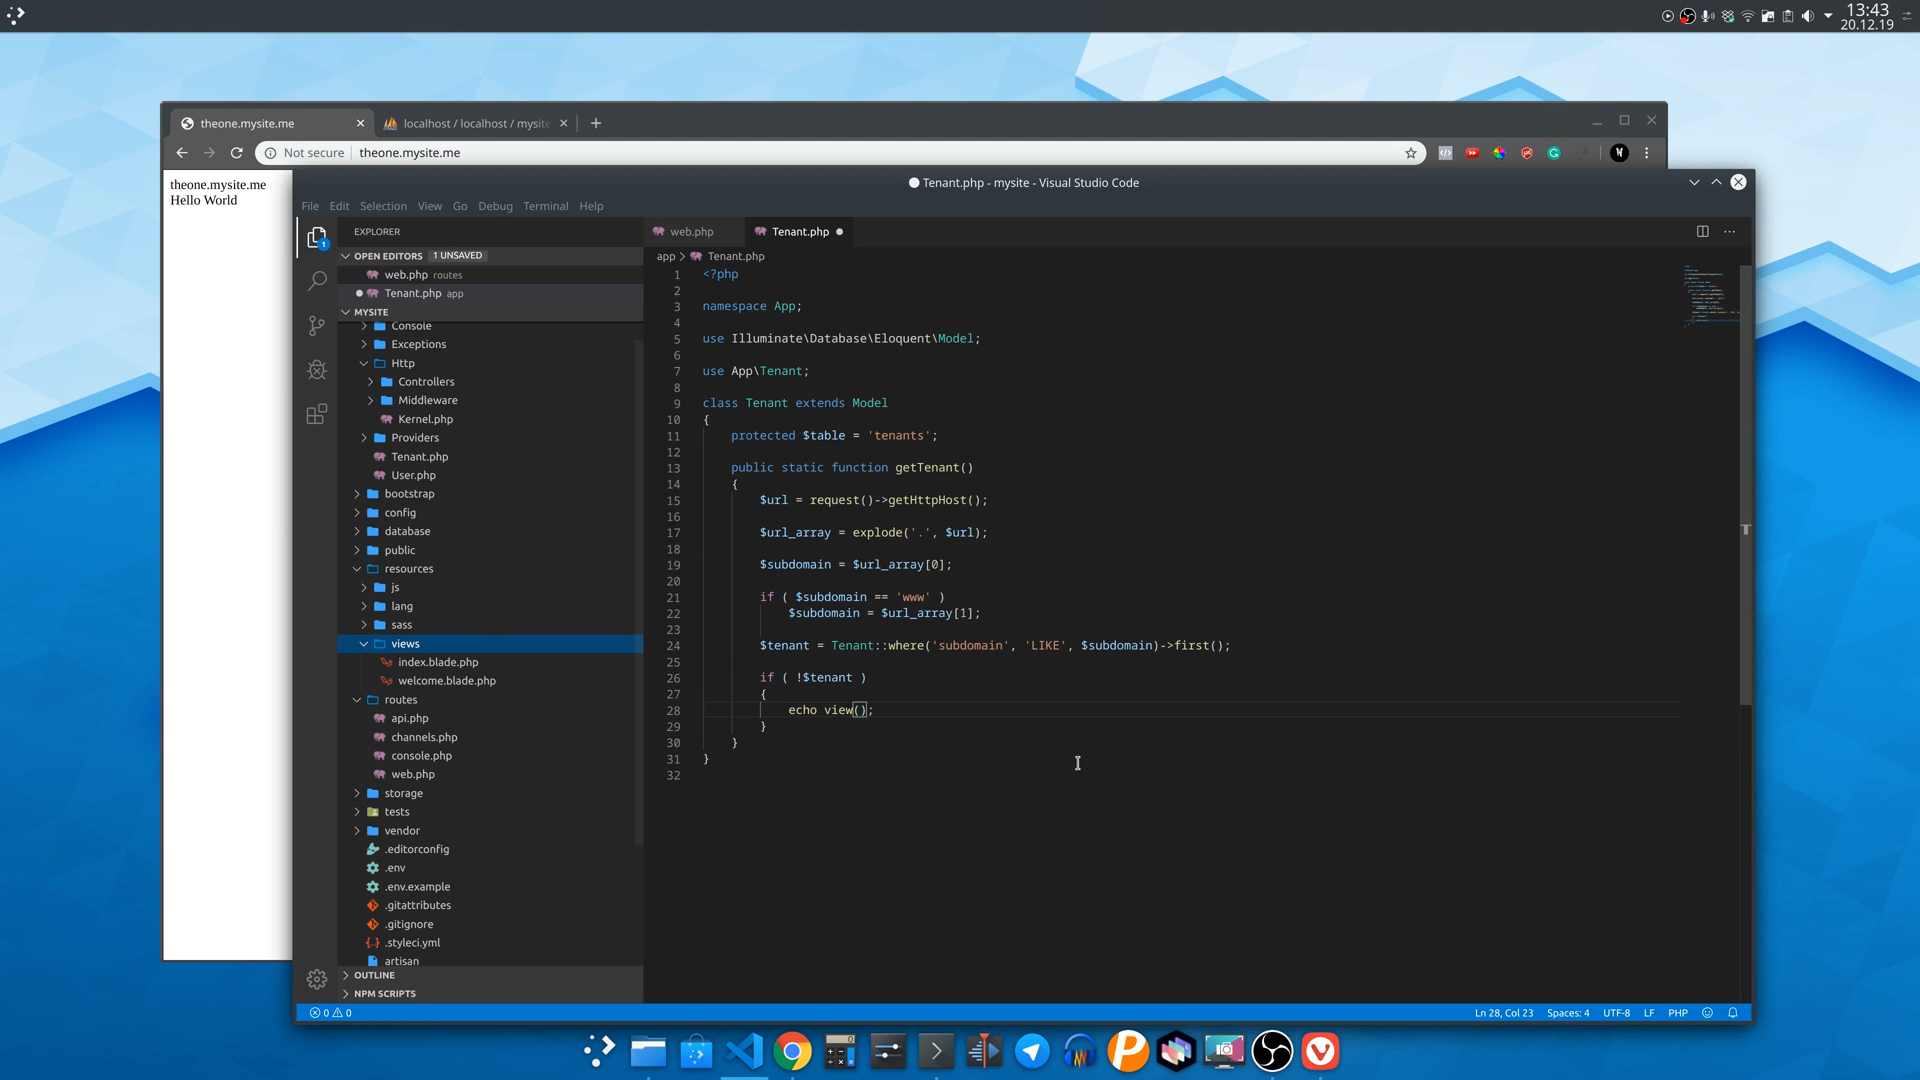 13:43
20.12.19
theone.mysite.me
localhost / localhost / mysite
Not secure
theone.mysite.me
theone.mysite.me
Hello World
Tenant.php - mysite - Visual Studio Code
File Edit Selection View Go Debug Terminal Help
EXPLORER
OPEN EDITORS 1 UNSAVED
web.php routes
Tenant.php app
MYSITE
Console
Exceptions
Http
Controllers
Middleware
Kernel.php
Providers
Tenant.php
User.php
bootstrap
config
database
public
resources
js
lang
sass
views
index.blade.php
welcome.blade.php
routes
api.php
channels.php
console.php
web.php
storage
tests
vendor
.editorconfig
.env
.env.example
.gitattributes
.gitignore
.styleci.yml
artisan
OUTLINE
NPM SCRIPTS
web.php
Tenant.php
app > Tenant.php
1 <?php
2
3 namespace App;
4
5 use Illuminate\Database\Eloquent\Model;
6
7 use App\Tenant;
8
9 class Tenant extends Model
10 {
11 protected $table = 'tenants';
12
13 public static function getTenant()
14 {
15 $url = request()->getHttpHost();
16
17 $url_array = explode('.', $url);
18
19 $subdomain = $url_array[0];
20
21 if ( $subdomain == 'www' )
22 $subdomain = $url_array[1];
23
24 $tenant = Tenant::where('subdomain', 'LIKE', $subdomain)->first();
25
26 if ( !$tenant )
27 {
28 echo view();
29 }
30 }
31 }
32
0 0
Ln 28, Col 23 Spaces: 4 UTF-8 LF PHP